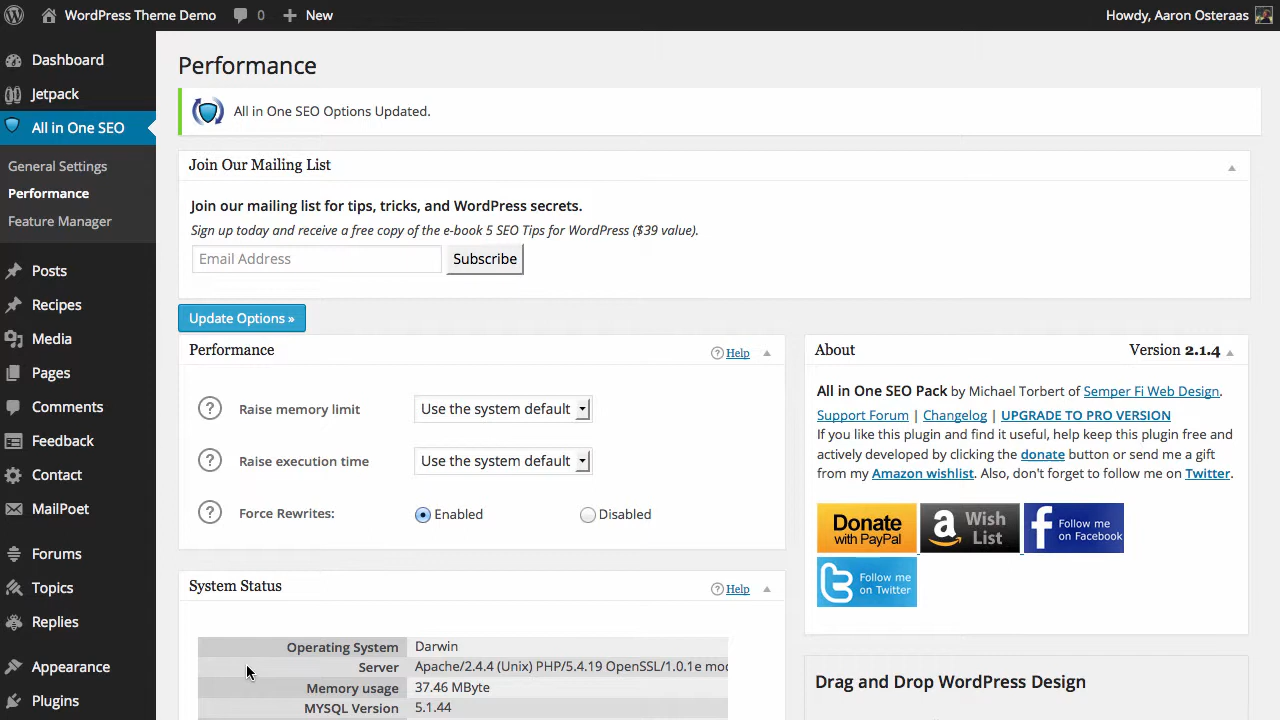 WordPress Theme Demo
0
New
Howdy, Aaron Osteraas
Dashboard
Jetpack
All in One SEO
General Settings
Performance
Feature Manager
Posts
Recipes
Media
Pages
Comments
Feedback
Contact
MailPoet
Forums
Topics
Replies
Appearance
Plugins
Performance
All in One SEO Options Updated.
Join Our Mailing List
Join our mailing list for tips, tricks, and WordPress secrets.
Sign up today and receive a free copy of the e-book 5 SEO Tips for WordPress ($39 value).
Email Address
Subscribe
Update Options »
Performance
? Help
? Raise memory limit
Use the system default
? Raise execution time
Use the system default
? Force Rewrites:
Enabled
Disabled
System Status
? Help
Operating System Darwin
Server Apache/2.4.4 (Unix) PHP/5.4.19 OpenSSL/1.0.1e mod
Memory usage 37.46 MByte
MYSQL Version 5.1.44
About
Version 2.1.4
All in One SEO Pack by Michael Torbert of Semper Fi Web Design.
Support Forum | Changelog | UPGRADE TO PRO VERSION
If you like this plugin and find it useful, help keep this plugin free and
actively developed by clicking the donate button or send me a gift
from my Amazon wishlist. Also, don't forget to follow me on Twitter.
Donate
with PayPal
a Wish
List
f Follow me
on Facebook
t Follow me
on Twitter
Drag and Drop WordPress Design